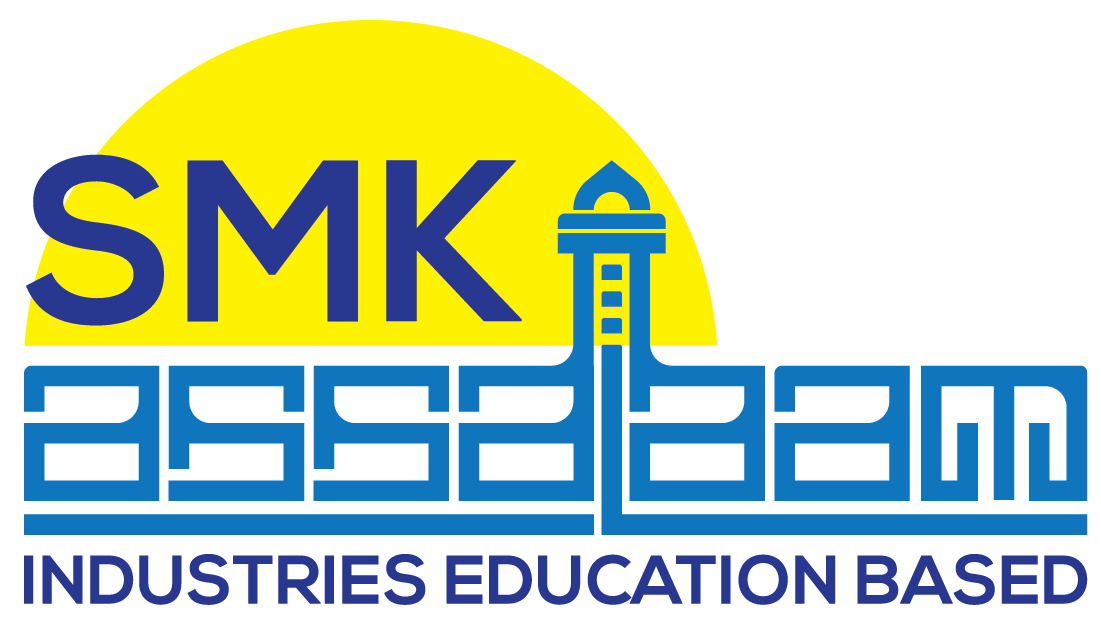 SMK
assalaam
INDUSTRIES EDUCATION BASED